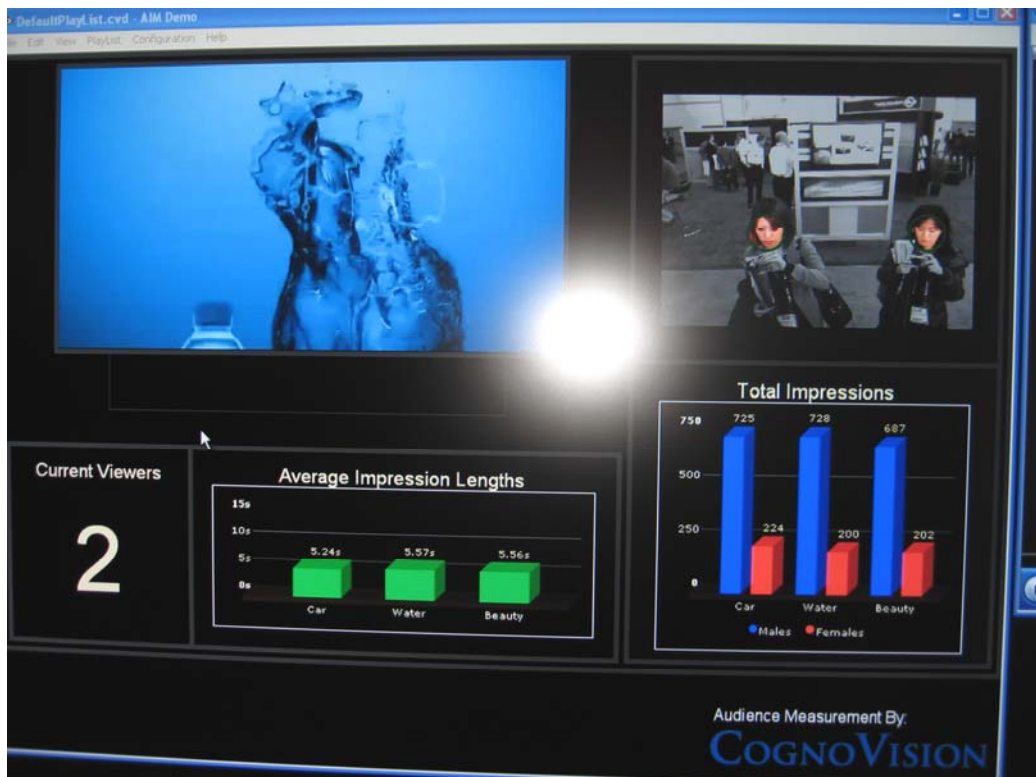 DefaultPlayList.cvd - AIM Demo
Edit View PlayList Configuration Help
Current Viewers
2
Average Impression Lengths
15s
10s
5s
0s
5.24s 5.57s 5.56s
Car Water Beauty
Total Impressions
750
500
250
0
725 728 687
224 200 202
Car Water Beauty
Males Females
Audience Measurement By:
COGNOVISION